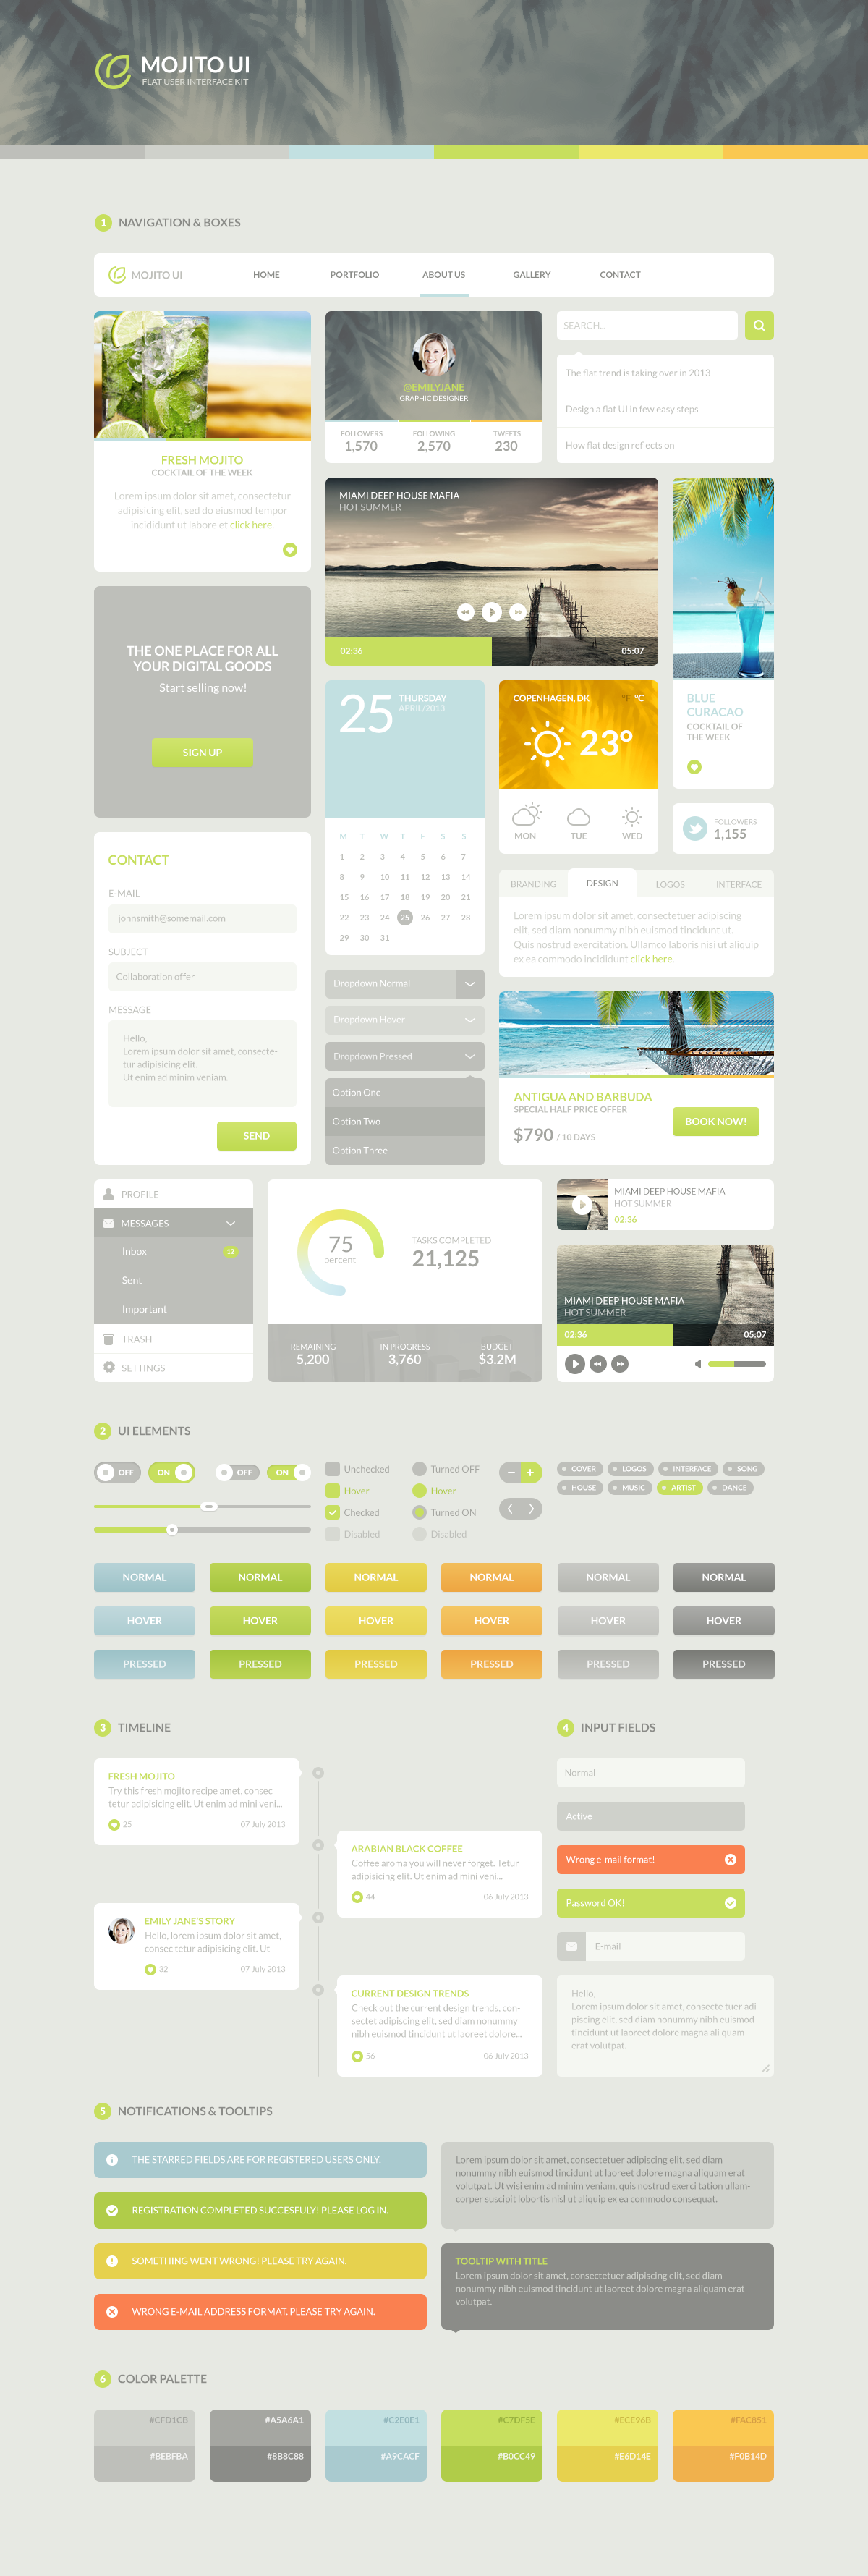 MOJITO UI
FLAT USER INTERFACE KIT
1 NAVIGATION & BOXES
MOJITO UI
HOME
PORTFOLIO
ABOUT US
GALLERY
CONTACT
FRESH MOJITO
COCKTAIL OF THE WEEK
Lorem ipsum dolor sit amet, consectetur
adipisicing elit, sed do eiusmod tempor
incididunt ut labore et click here.
@EMILYJANE
GRAPHIC DESIGNER
FOLLOWERS
1,570
FOLLOWING
2,570
TWEETS
230
SEARCH...
The flat trend is taking over in 2013
Design a flat UI in few easy steps
How flat design reflects on
MIAMI DEEP HOUSE MAFIA
HOT SUMMER
02:36
05:07
BLUE
CURACAO
COCKTAIL OF
THE WEEK
THE ONE PLACE FOR ALL
YOUR DIGITAL GOODS
Start selling now!
SIGN UP
25
THURSDAY
APRIL/2013
M T W T F S S
1 2 3 4 5 6 7
8 9 10 11 12 13 14
15 16 17 18 19 20 21
22 23 24 25 26 27 28
29 30 31
COPENHAGEN, DK
°F °C
23°
MON
TUE
WED
FOLLOWERS
1,155
CONTACT
E-MAIL
johnsmith@somemail.com
SUBJECT
Collaboration offer
MESSAGE
Hello,
Lorem ipsum dolor sit amet, consecte-
tur adipisicing elit.
Ut enim ad minim veniam.
SEND
Dropdown Normal
Dropdown Hover
Dropdown Pressed
Option One
Option Two
Option Three
BRANDING
DESIGN
LOGOS
INTERFACE
Lorem ipsum dolor sit amet, consectetuer adipiscing
elit, sed diam nonummy nibh euismod tincidunt ut.
Quis nostrud exercitation. Ullamco laboris nisi ut aliquip
ex ea commodo incididunt click here.
ANTIGUA AND BARBUDA
SPECIAL HALF PRICE OFFER
$790 / 10 DAYS
BOOK NOW!
PROFILE
MESSAGES
Inbox
12
Sent
Important
TRASH
SETTINGS
75
percent
TASKS COMPLETED
21,125
REMAINING
5,200
IN PROGRESS
3,760
BUDGET
$3.2M
MIAMI DEEP HOUSE MAFIA
HOT SUMMER
02:36
MIAMI DEEP HOUSE MAFIA
HOT SUMMER
02:36
05:07
2 UI ELEMENTS
OFF
ON
OFF
ON
Unchecked
Hover
Checked
Disabled
Turned OFF
Hover
Turned ON
Disabled
COVER
LOGOS
INTERFACE
SONG
HOUSE
MUSIC
ARTIST
DANCE
NORMAL NORMAL NORMAL NORMAL NORMAL NORMAL
HOVER HOVER HOVER HOVER HOVER HOVER
PRESSED PRESSED PRESSED PRESSED PRESSED PRESSED
3 TIMELINE
FRESH MOJITO
Try this fresh mojito recipe amet, consec
tetur adipisicing elit. Ut enim ad mini veni...
25
07 July 2013
ARABIAN BLACK COFFEE
Coffee aroma you will never forget. Tetur
adipisicing elit. Ut enim ad mini veni...
44
06 July 2013
EMILY JANE'S STORY
Hello, lorem ipsum dolor sit amet,
consec tetur adipisicing elit. Ut
32
07 July 2013
CURRENT DESIGN TRENDS
Check out the current design trends, con-
sectet adipiscing elit, sed diam nonummy
nibh euismod tincidunt ut laoreet dolore...
56
06 July 2013
4 INPUT FIELDS
Normal
Active
Wrong e-mail format!
Password OK!
E-mail
Hello,
Lorem ipsum dolor sit amet, consecte tuer adi
piscing elit, sed diam nonummy nibh euismod
tincidunt ut laoreet dolore magna ali quam
erat volutpat.
5 NOTIFICATIONS & TOOLTIPS
THE STARRED FIELDS ARE FOR REGISTERED USERS ONLY.
REGISTRATION COMPLETED SUCCESFULY! PLEASE LOG IN.
SOMETHING WENT WRONG! PLEASE TRY AGAIN.
WRONG E-MAIL ADDRESS FORMAT. PLEASE TRY AGAIN.
Lorem ipsum dolor sit amet, consectetuer adipiscing elit, sed diam
nonummy nibh euismod tincidunt ut laoreet dolore magna aliquam erat
volutpat. Ut wisi enim ad minim veniam, quis nostrud exerci tation ullam-
corper suscipit lobortis nisl ut aliquip ex ea commodo consequat.
TOOLTIP WITH TITLE
Lorem ipsum dolor sit amet, consectetuer adipiscing elit, sed diam
nonummy nibh euismod tincidunt ut laoreet dolore magna aliquam erat
volutpat.
6 COLOR PALETTE
#CFD1CB #A5A6A1 #C2E0E1 #C7DF5E #ECE96B #FAC851
#BEBFBA #8B8C88 #A9CACF #B0CC49 #E6D14E #F0B14D